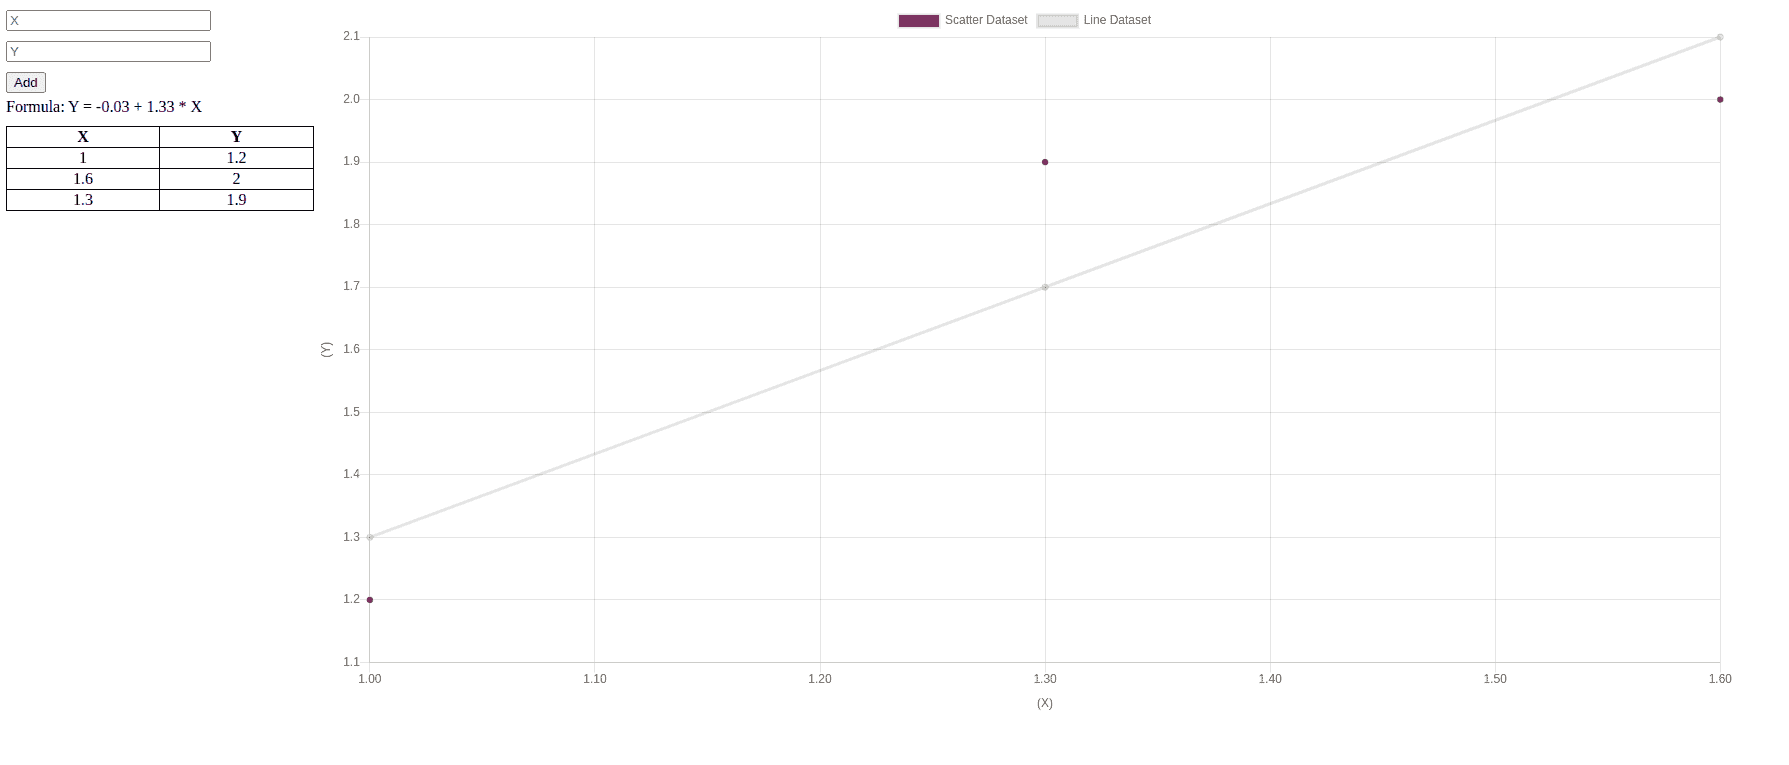 X
Y
Add
Formula: Y = -0.03 + 1.33 * X
X Y
1 1.2
1.6 2
1.3 1.9
Scatter Dataset Line Dataset
2.1
2.0
1.9
1.8
1.7
1.6
(Y)
1.5
1.4
1.3
1.2
1.1
1.00 1.10 1.20 1.30 1.40 1.50 1.60
(X)